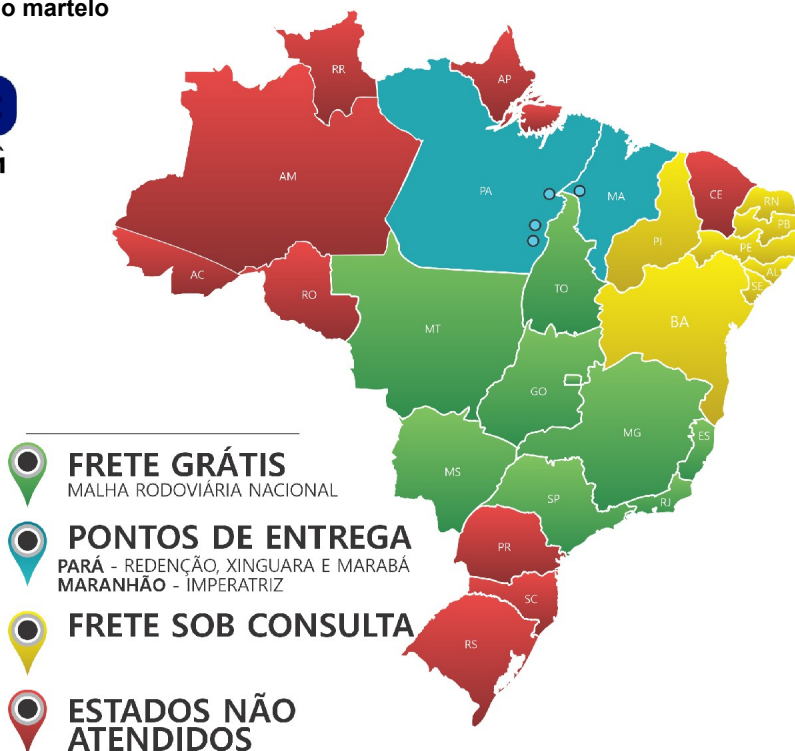 o martelo
RR
AP
AM
PA
MA
CE
RN
PB
PI
PE
AL
SE
AC
RO
TO
BA
MT
GO
MG
ES
MS
SP
RJ
PR
SC
RS
FRETE GRÁTIS
MALHA RODOVIÁRIA NACIONAL
PONTOS DE ENTREGA
PARÁ - REDENÇÃO, XINGUARA E MARABÁ
MARANHÃO - IMPERATRIZ
FRETE SOB CONSULTA
ESTADOS NÃO
ATENDIDOS